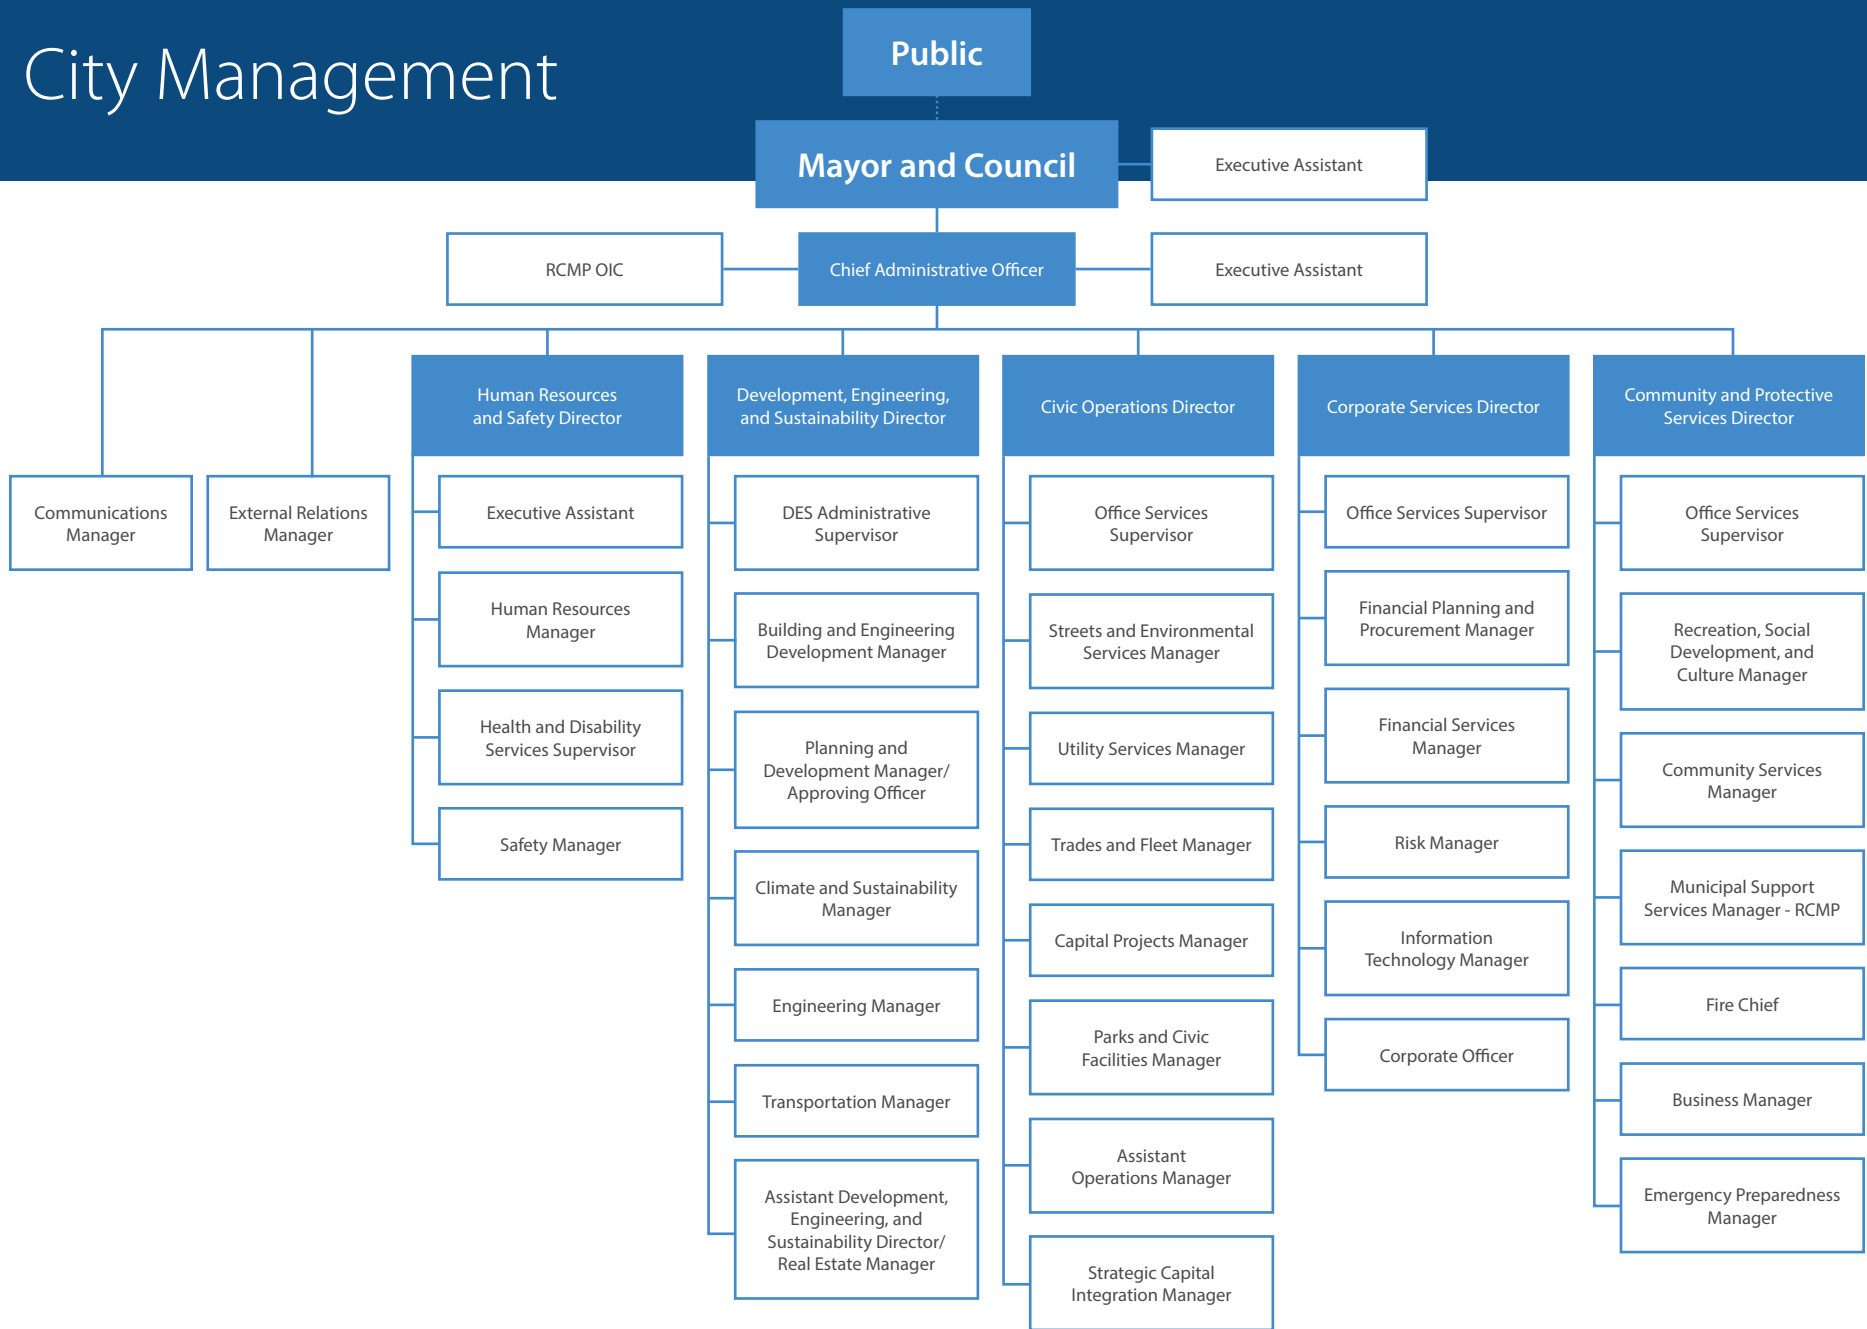 City Management
Public
Mayor and Council
Executive Assistant
RCMP OIC
Chief Administrative Officer
Executive Assistant
Communications
Manager
External Relations
Manager
Human Resources
and Safety Director
Executive Assistant
Human Resources
Manager
Health and Disability
Services Supervisor
Safety Manager
Development, Engineering,
and Sustainability Director
DES Administrative
Supervisor
Building and Engineering
Development Manager
Planning and
Development Manager/
Approving Officer
Climate and Sustainability
Manager
Engineering Manager
Transportation Manager
Assistant Development,
Engineering, and
Sustainability Director/
Real Estate Manager
Civic Operations Director
Office Services
Supervisor
Streets and Environmental
Services Manager
Utility Services Manager
Trades and Fleet Manager
Capital Projects Manager
Parks and Civic
Facilities Manager
Assistant
Operations Manager
Strategic Capital
Integration Manager
Corporate Services Director
Office Services Supervisor
Financial Planning and
Procurement Manager
Financial Services
Manager
Risk Manager
Information
Technology Manager
Corporate Officer
Community and Protective
Services Director
Office Services
Supervisor
Recreation, Social
Development, and
Culture Manager
Community Services
Manager
Municipal Support
Services Manager - RCMP
Fire Chief
Business Manager
Emergency Preparedness
Manager